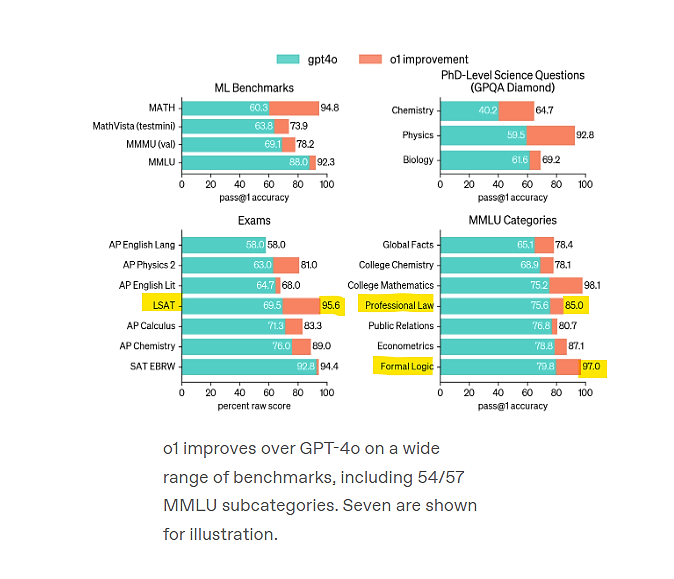 gpt4o o1 improvement
ML Benchmarks
MATH 60.3 94.8
MathVista (testmini) 63.8 73.9
MMMU (val) 69.1 78.2
MMLU 88.0 92.3
0 20 40 60 80 100
pass@1 accuracy
PhD-Level Science Questions
(GPQA Diamond)
Chemistry 40.2 64.7
Physics 59.5 92.8
Biology 61.6 69.2
0 20 40 60 80 100
pass@1 accuracy
Exams
AP English Lang 58.0 58.0
AP Physics 2 63.0 81.0
AP English Lit 64.7 68.0
LSAT 69.5 95.6
AP Calculus 71.3 83.3
AP Chemistry 76.0 89.0
SAT EBRW 92.8 94.4
0 20 40 60 80 100
percent raw score
MMLU Categories
Global Facts 65.1 78.4
College Chemistry 68.9 78.1
College Mathematics 75.2 98.1
Professional Law 75.6 85.0
Public Relations 76.8 80.7
Econometrics 78.8 87.1
Formal Logic 79.8 97.0
0 20 40 60 80 100
pass@1 accuracy
o1 improves over GPT-4o on a wide
range of benchmarks, including 54/57
MMLU subcategories. Seven are shown
for illustration.